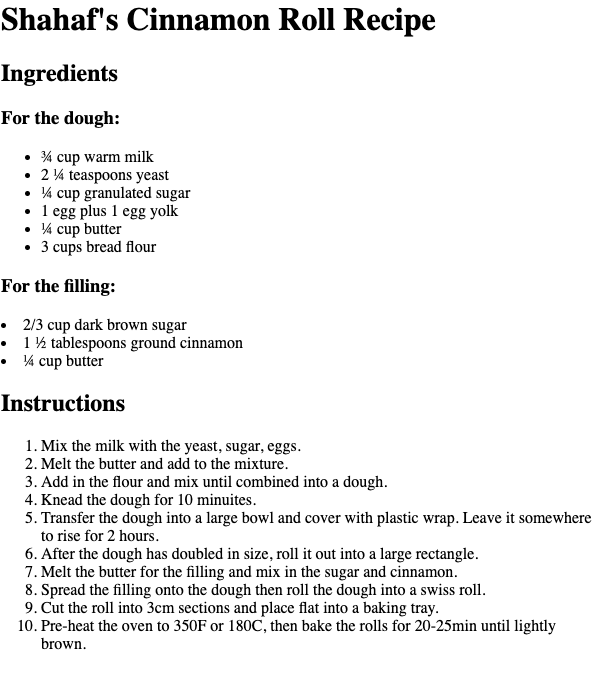 Shahaf's Cinnamon Roll Recipe
Ingredients
For the dough:
• ¾ cup warm milk
• 2 ¼ teaspoons yeast
• ¼ cup granulated sugar
• 1 egg plus 1 egg yolk
• ¼ cup butter
• 3 cups bread flour
For the filling:
• 2/3 cup dark brown sugar
• 1 ½ tablespoons ground cinnamon
• ¼ cup butter
Instructions
1. Mix the milk with the yeast, sugar, eggs.
2. Melt the butter and add to the mixture.
3. Add in the flour and mix until combined into a dough.
4. Knead the dough for 10 minuites.
5. Transfer the dough into a large bowl and cover with plastic wrap. Leave it somewhere
to rise for 2 hours.
6. After the dough has doubled in size, roll it out into a large rectangle.
7. Melt the butter for the filling and mix in the sugar and cinnamon.
8. Spread the filling onto the dough then roll the dough into a swiss roll.
9. Cut the roll into 3cm sections and place flat into a baking tray.
10. Pre-heat the oven to 350F or 180C, then bake the rolls for 20-25min until lightly
brown.